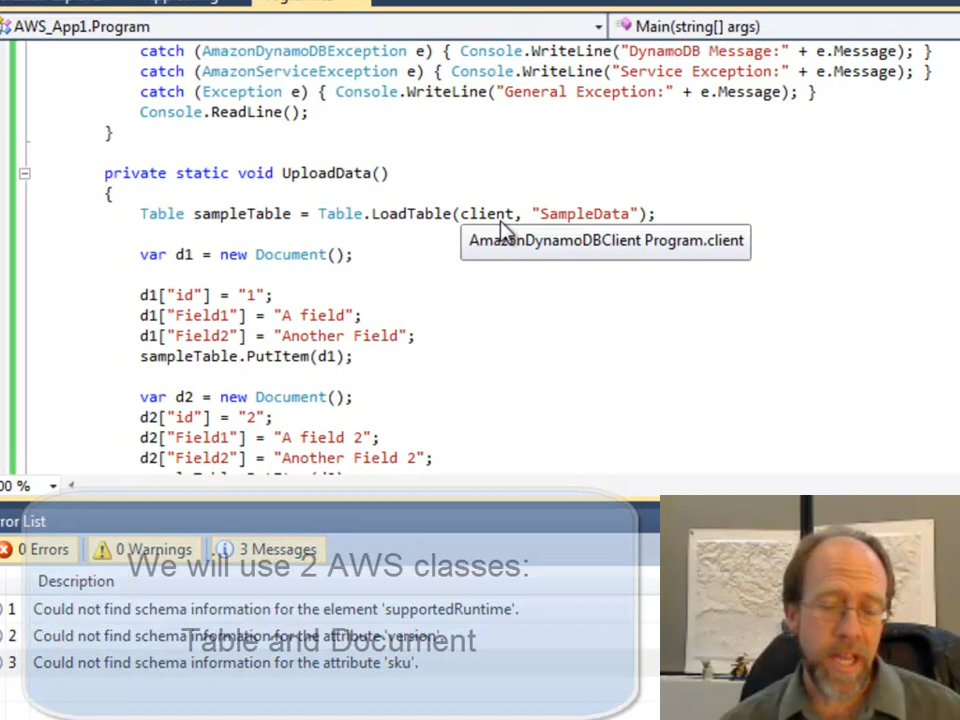 AWS_App1.Program
Main(string[] args)
catch (AmazonDynamoDBException e) { Console.WriteLine("DynamoDB Message:" + e.Message); }
catch (AmazonServiceException e) { Console.WriteLine("Service Exception:" + e.Message); }
catch (Exception e) { Console.WriteLine("General Exception:" + e.Message); }
Console.ReadLine();
}
private static void UploadData()
{
Table sampleTable = Table.LoadTable(client, "SampleData");
AmazonDynamoDBClient Program.client
var d1 = new Document();
d1["id"] = "1";
d1["Field1"] = "A field";
d1["Field2"] = "Another Field";
sampleTable.PutItem(d1);
var d2 = new Document();
d2["id"] = "2";
d2["Field1"] = "A field 2";
d2["Field2"] = "Another Field 2";
00 %
ror List
0 Errors
0 Warnings
3 Messages
We will use 2 AWS classes:
Table and Document
Description
1 Could not find schema information for the element 'supportedRuntime'.
2 Could not find schema information for the attribute 'version'.
3 Could not find schema information for the attribute 'sku'.